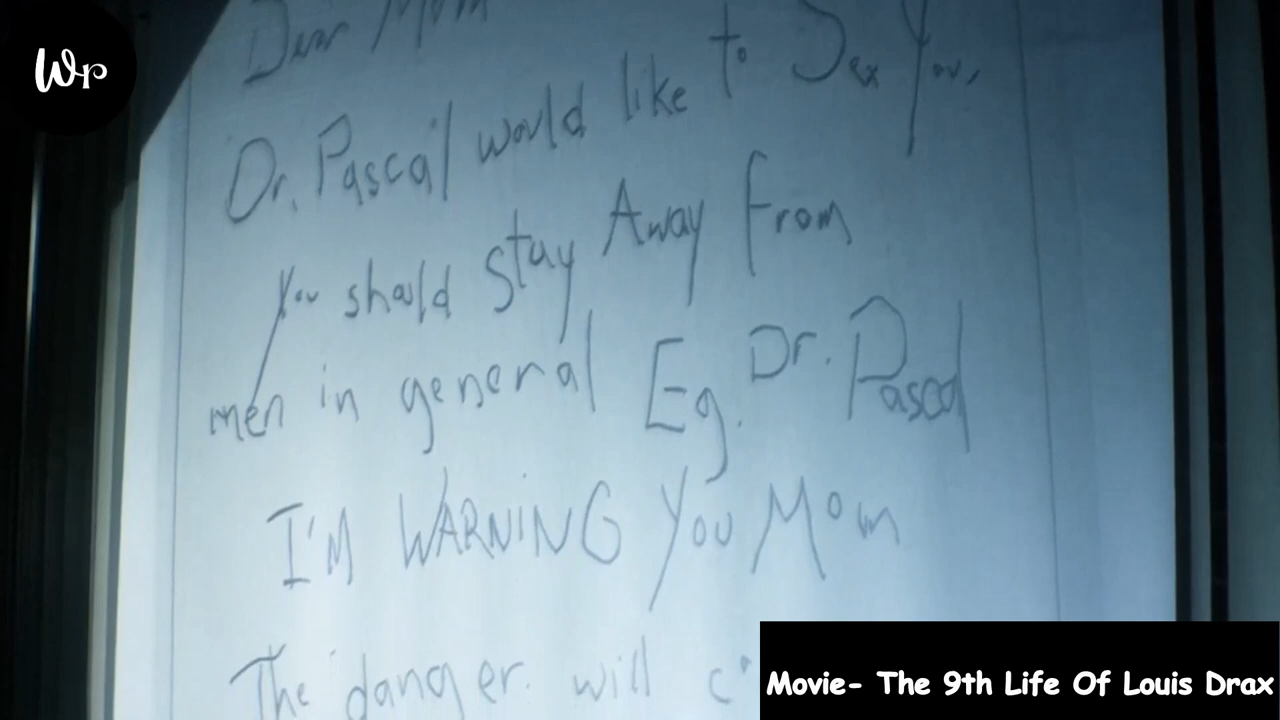 Wp
Dear Mom
Dr. Pascal would like to Sex You,
You should Stay Away From
men in general Eg. Dr. Pascal
I'M WARNING You Mom
The danger. will
Movie- The 9th Life Of Louis Drax